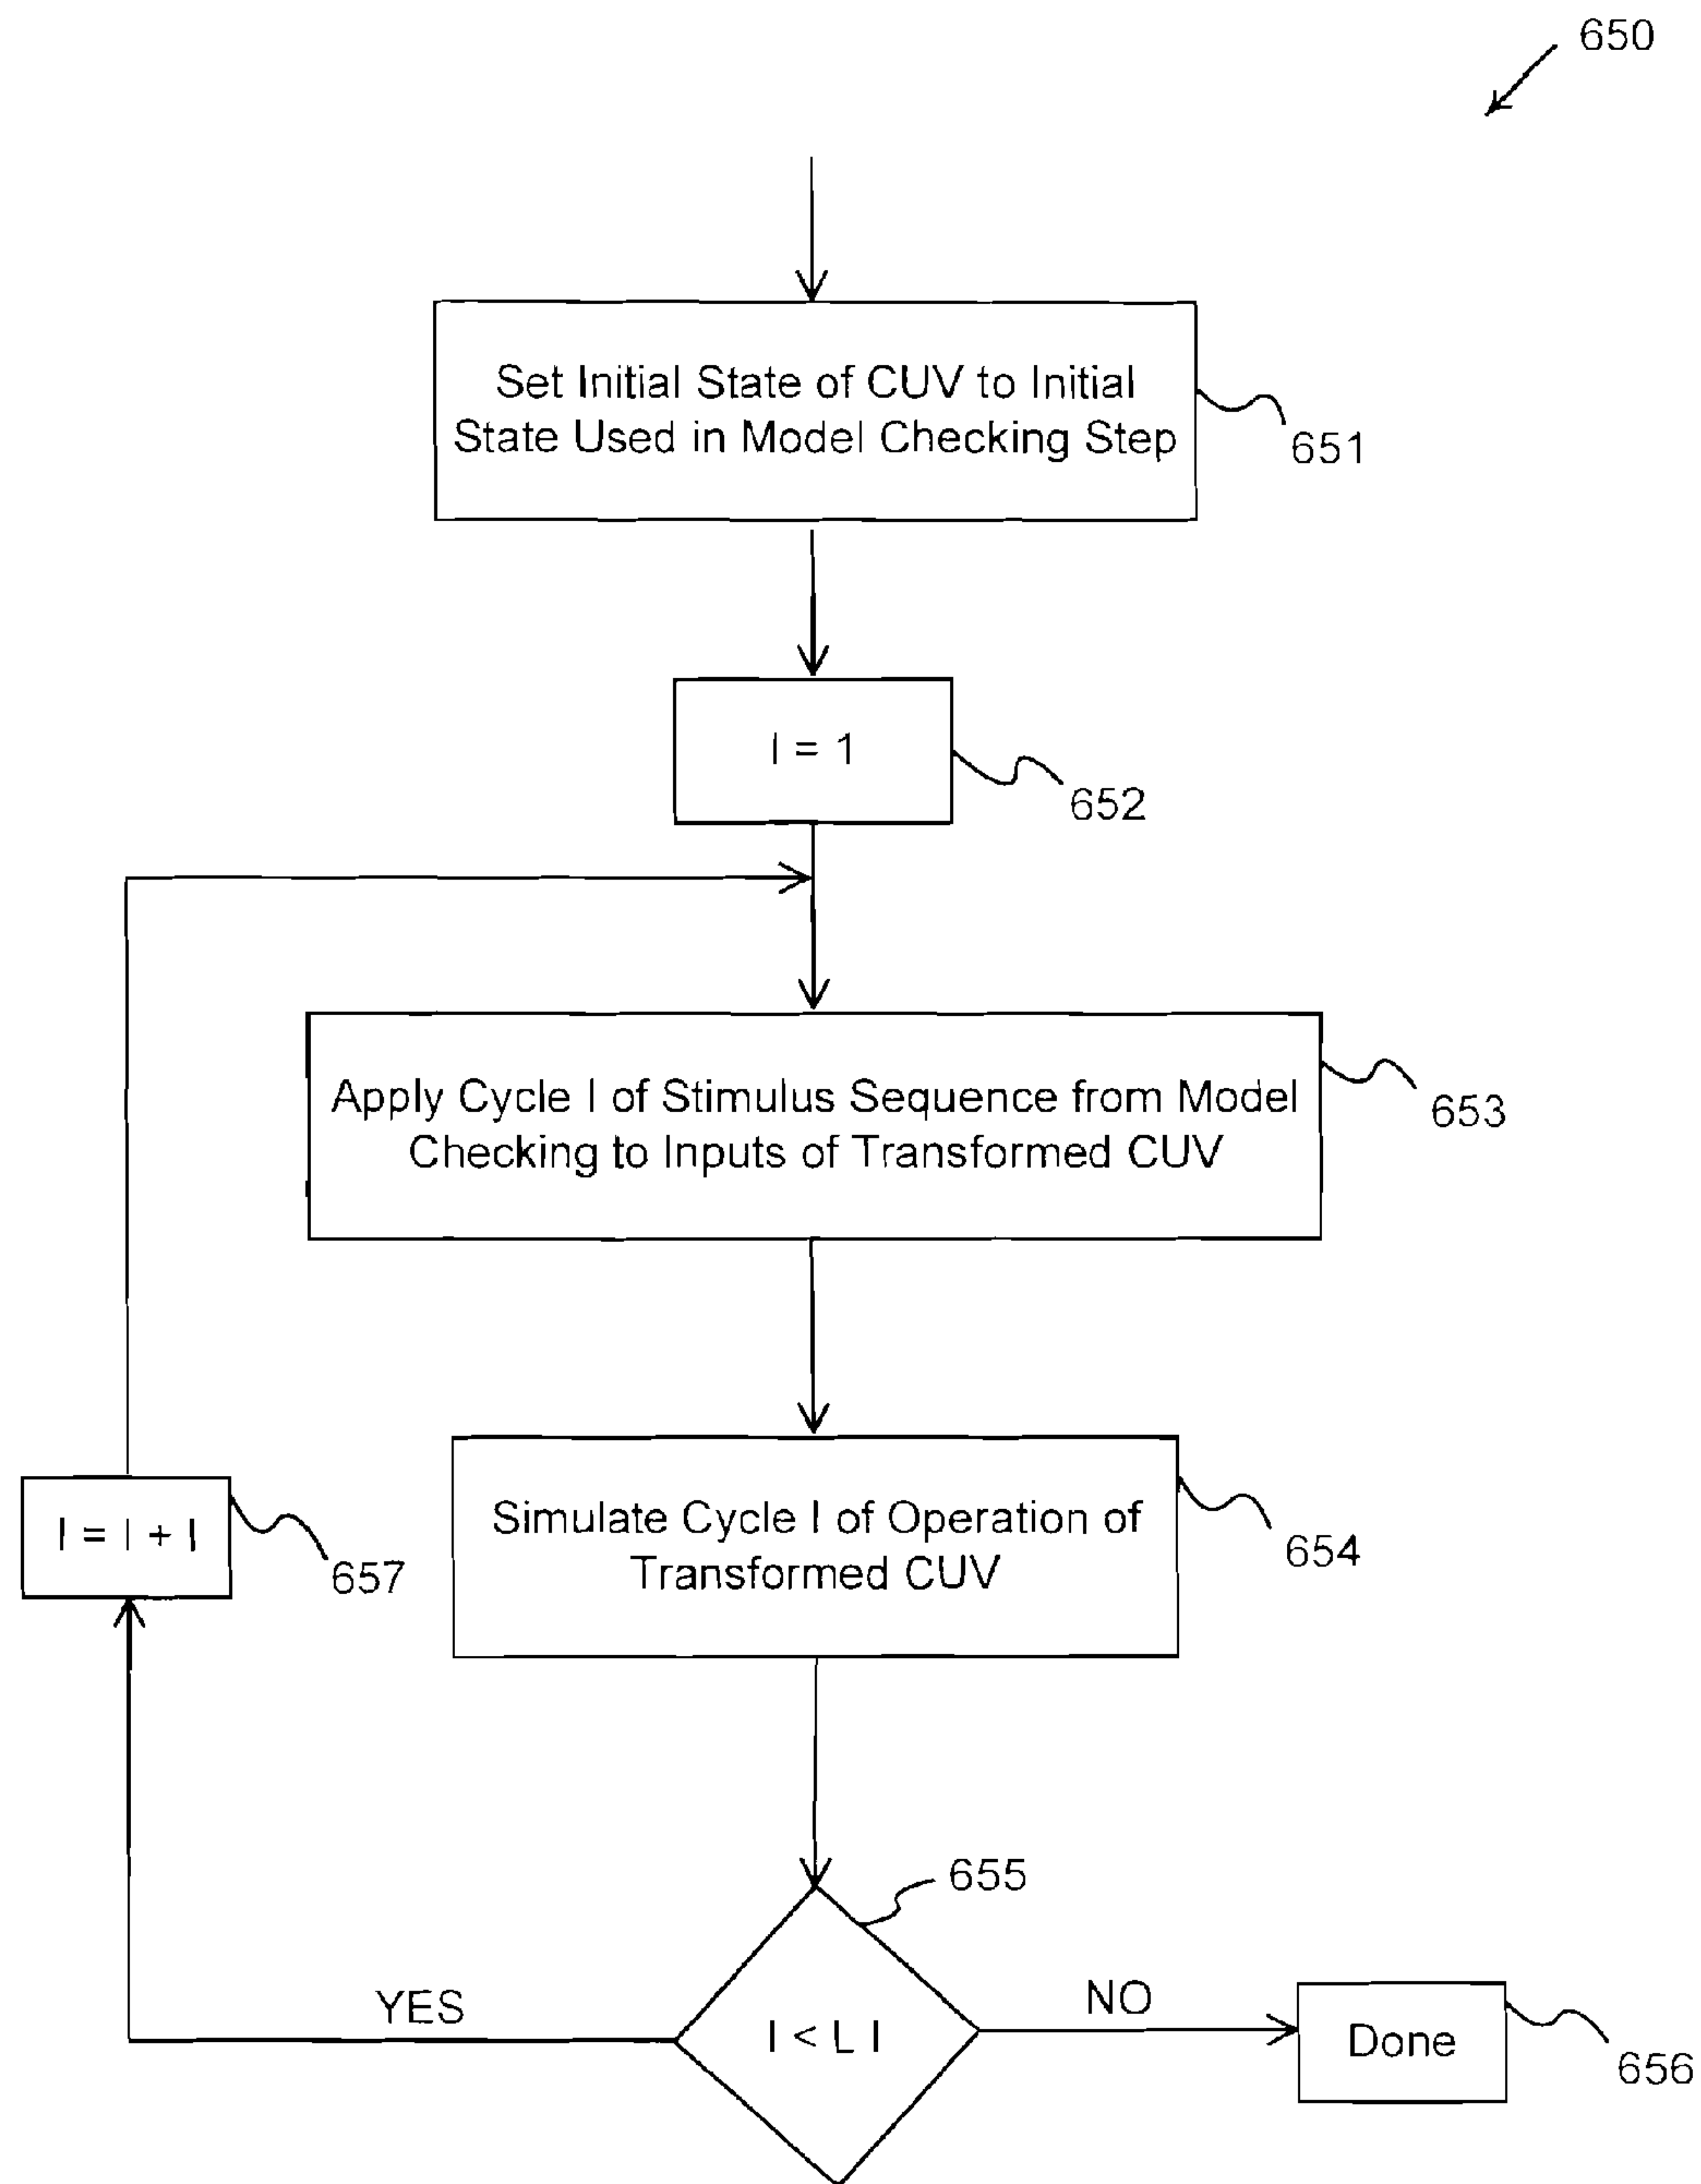 650
Set Initial State of CUV to Initial
State Used in Model Checking Step
651
I = 1
652
Apply Cycle I of Stimulus Sequence from Model
Checking to Inputs of Transformed CUV
653
Simulate Cycle I of Operation of
Transformed CUV
654
I = I + I
657
655
YES
I < L I
NO
Done
656